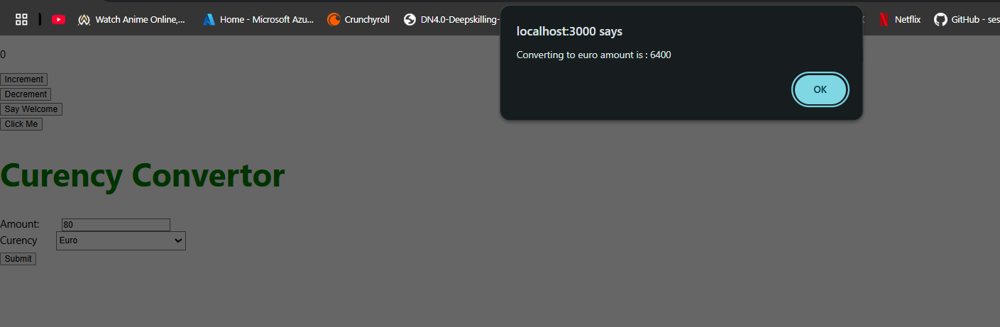 Watch Anime Online,... Home - Microsoft Azu... Crunchyroll DN4.0-Deepskilling- Netflix GitHub - ses
localhost:3000 says
Converting to euro amount is : 6400
OK
0
Increment
Decrement
Say Welcome
Click Me
Curency Convertor
Amount: 80
Curency Euro
Submit